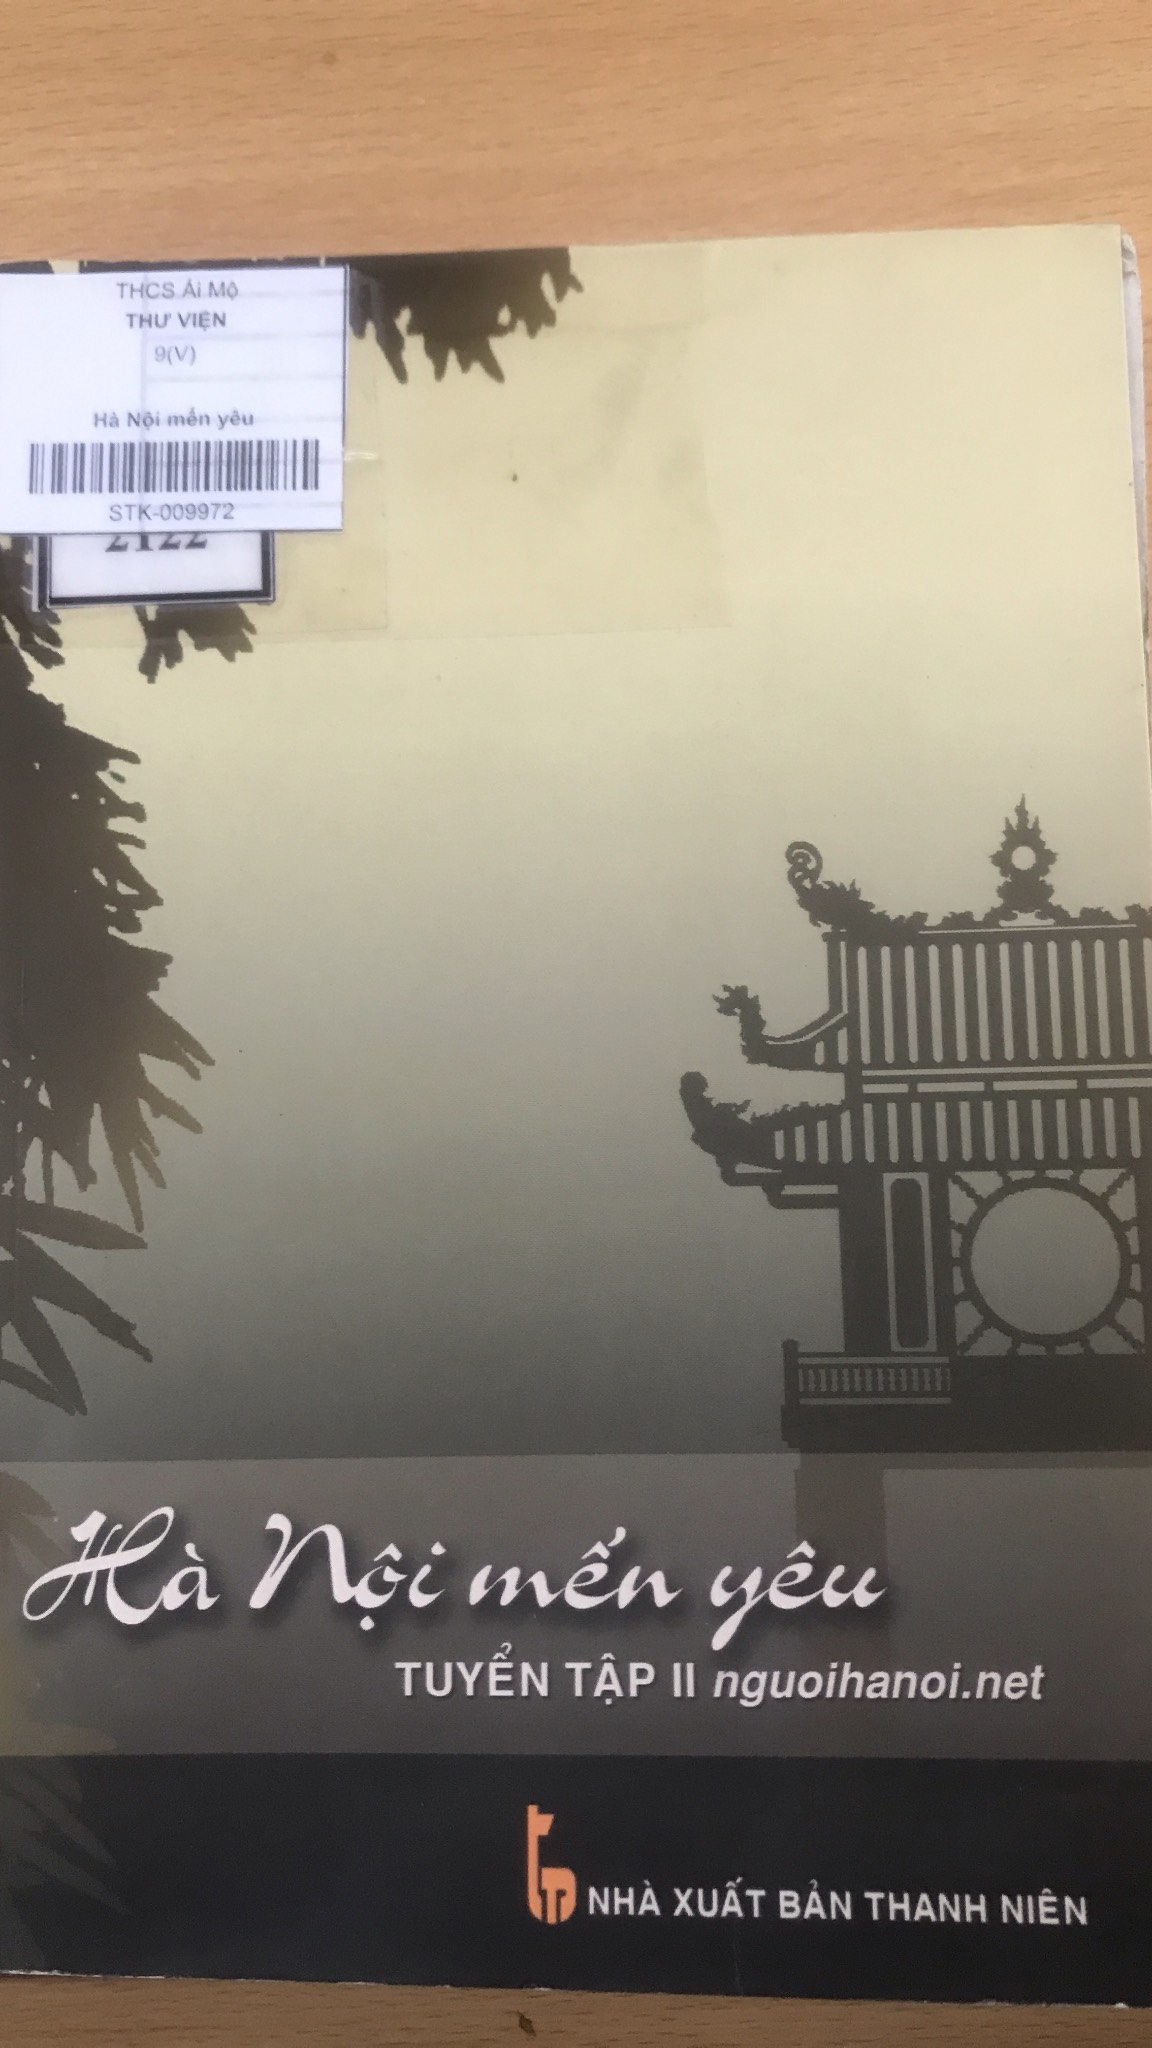 THCS Ái Mộ
THƯ VIỆN
9(V)
Hà Nội mến yêu
STK-009972
2122
Hà Nội mến yêu
TUYỂN TẬP II nguoihanoi.net
NHÀ XUẤT BẢN THANH NIÊN